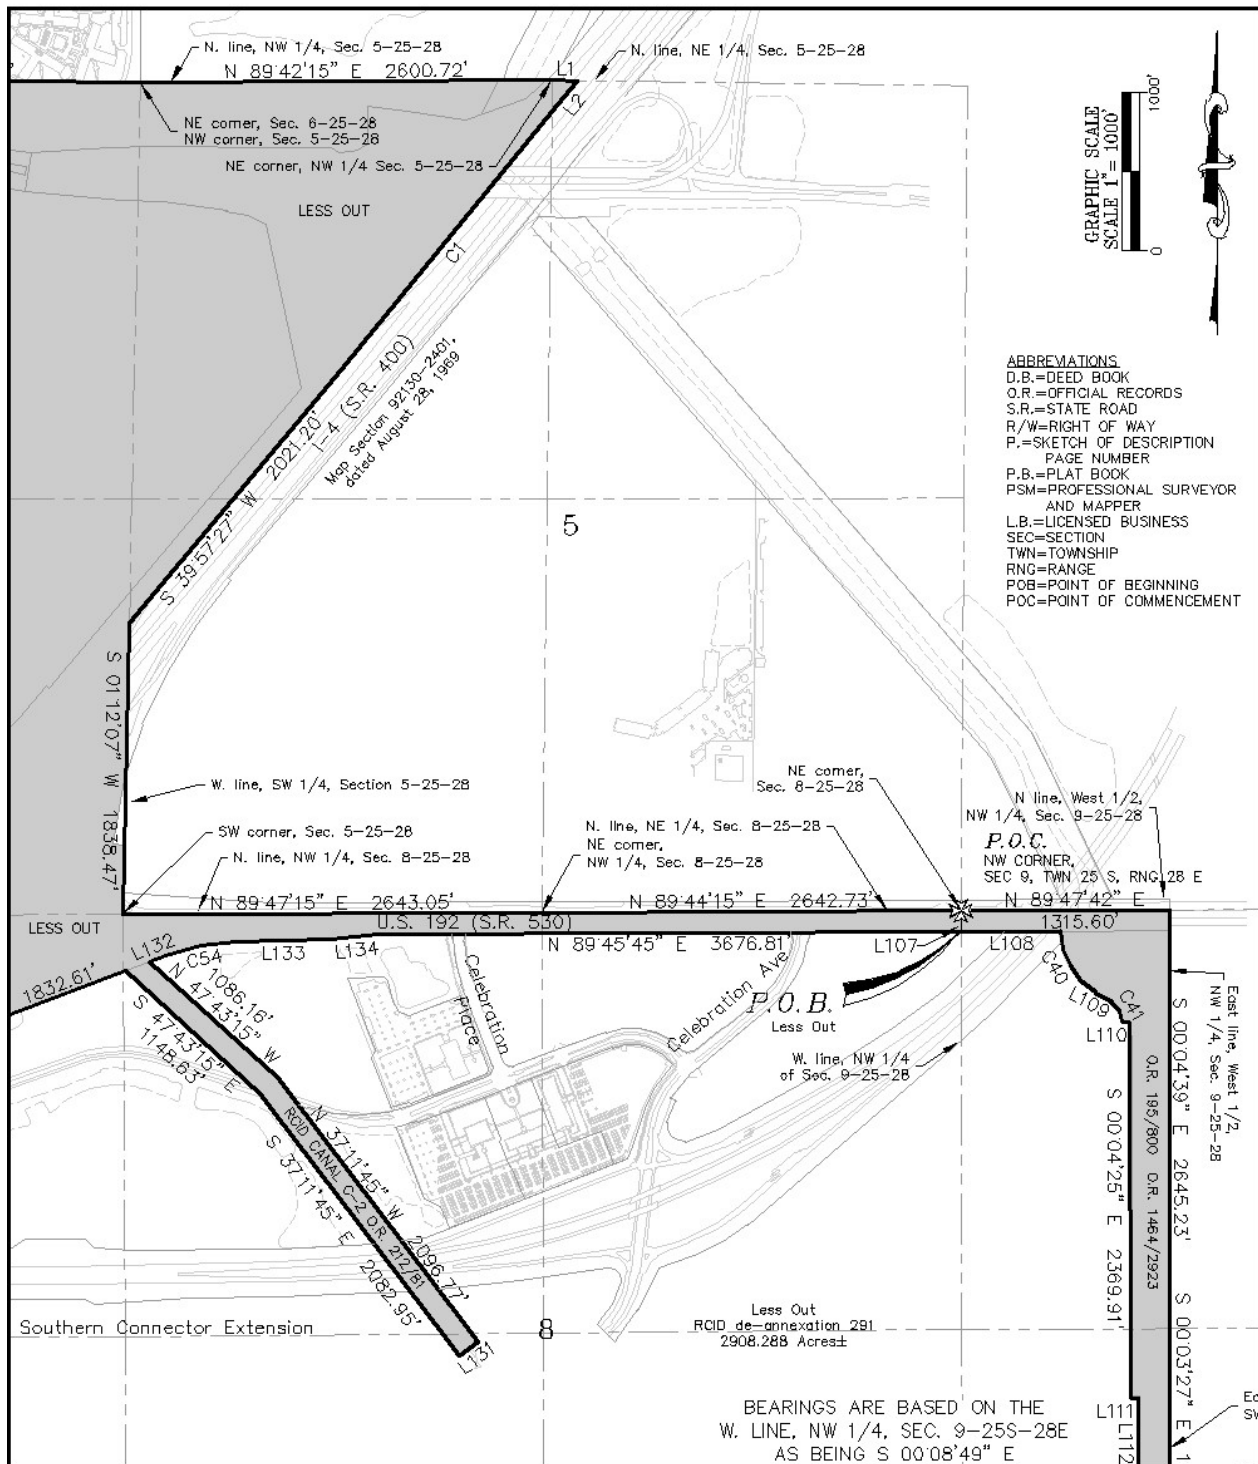 N. line, NW 1/4, Sec. 5-25-28
N. line, NE 1/4, Sec. 5-25-28
N 89°42'15" E 2600.72'
L1
L2
NE corner, Sec. 6-25-28
NW corner, Sec. 5-25-28
NE corner, NW 1/4 Sec. 5-25-28
LESS OUT
C1
GRAPHIC SCALE
SCALE 1" = 1000'
0
1000'
ABBREVIATIONS
D.B.=DEED BOOK
O.R.=OFFICIAL RECORDS
S.R.=STATE ROAD
R/W=RIGHT OF WAY
P.=SKETCH OF DESCRIPTION
PAGE NUMBER
P.B.=PLAT BOOK
PSM=PROFESSIONAL SURVEYOR
AND MAPPER
L.B.=LICENSED BUSINESS
SEC=SECTION
TWN=TOWNSHIP
RNG=RANGE
POB=POINT OF BEGINNING
POC=POINT OF COMMENCEMENT
I-4 (S.R. 400)
Map Section 92130-2401,
dated August 28, 1969
S 39°57'27" W 2021.20'
5
S 01°12'07" W 1838.47'
W. line, SW 1/4, Section 5-25-28
SW corner, Sec. 5-25-28
N. line, NW 1/4, Sec. 8-25-28
NE corner,
Sec. 8-25-28
N. line, NE 1/4, Sec. 8-25-28
NE corner,
NW 1/4, Sec. 8-25-28
N line, West 1/2,
NW 1/4, Sec. 9-25-28
P.O.C.
NW CORNER,
SEC 9, TWN 25 S, RNG 28 E
N 89°47'15" E 2643.05'
N 89°44'15" E 2642.73'
N 89°47'42" E
1315.60'
LESS OUT
U.S. 192 (S.R. 530)
L132
C54
L133
L134
N 89°45'45" E 3676.81'
L107
L108
1832.61'
N 47°43'15" W
1086.16'
S 47°43'15" E
1148.63'
Celebration
Place
Celebration Ave
P.O.B.
Less Out
W. line, NW 1/4
of Sec. 9-25-28
C40
L109
C41
L110
East line, West 1/2,
NW 1/4, Sec. 9-25-28
S 00°04'39" E 2645.23'
O.R. 195/800 O.R. 1464/2923
S 00°04'25" E 2369.91'
N 37°11'45" W 2096.77'
RCID CANAL C-2 O.R. 212/81
S 37°11'45" E 2082.95'
L131
Southern Connector Extension
8
Less Out
RCID de-annexation 291
2908.288 Acres±
S 00°03'27" E 1
L111
L112
BEARINGS ARE BASED ON THE
W. LINE, NW 1/4, SEC. 9-25S-28E
AS BEING S 00°08'49" E